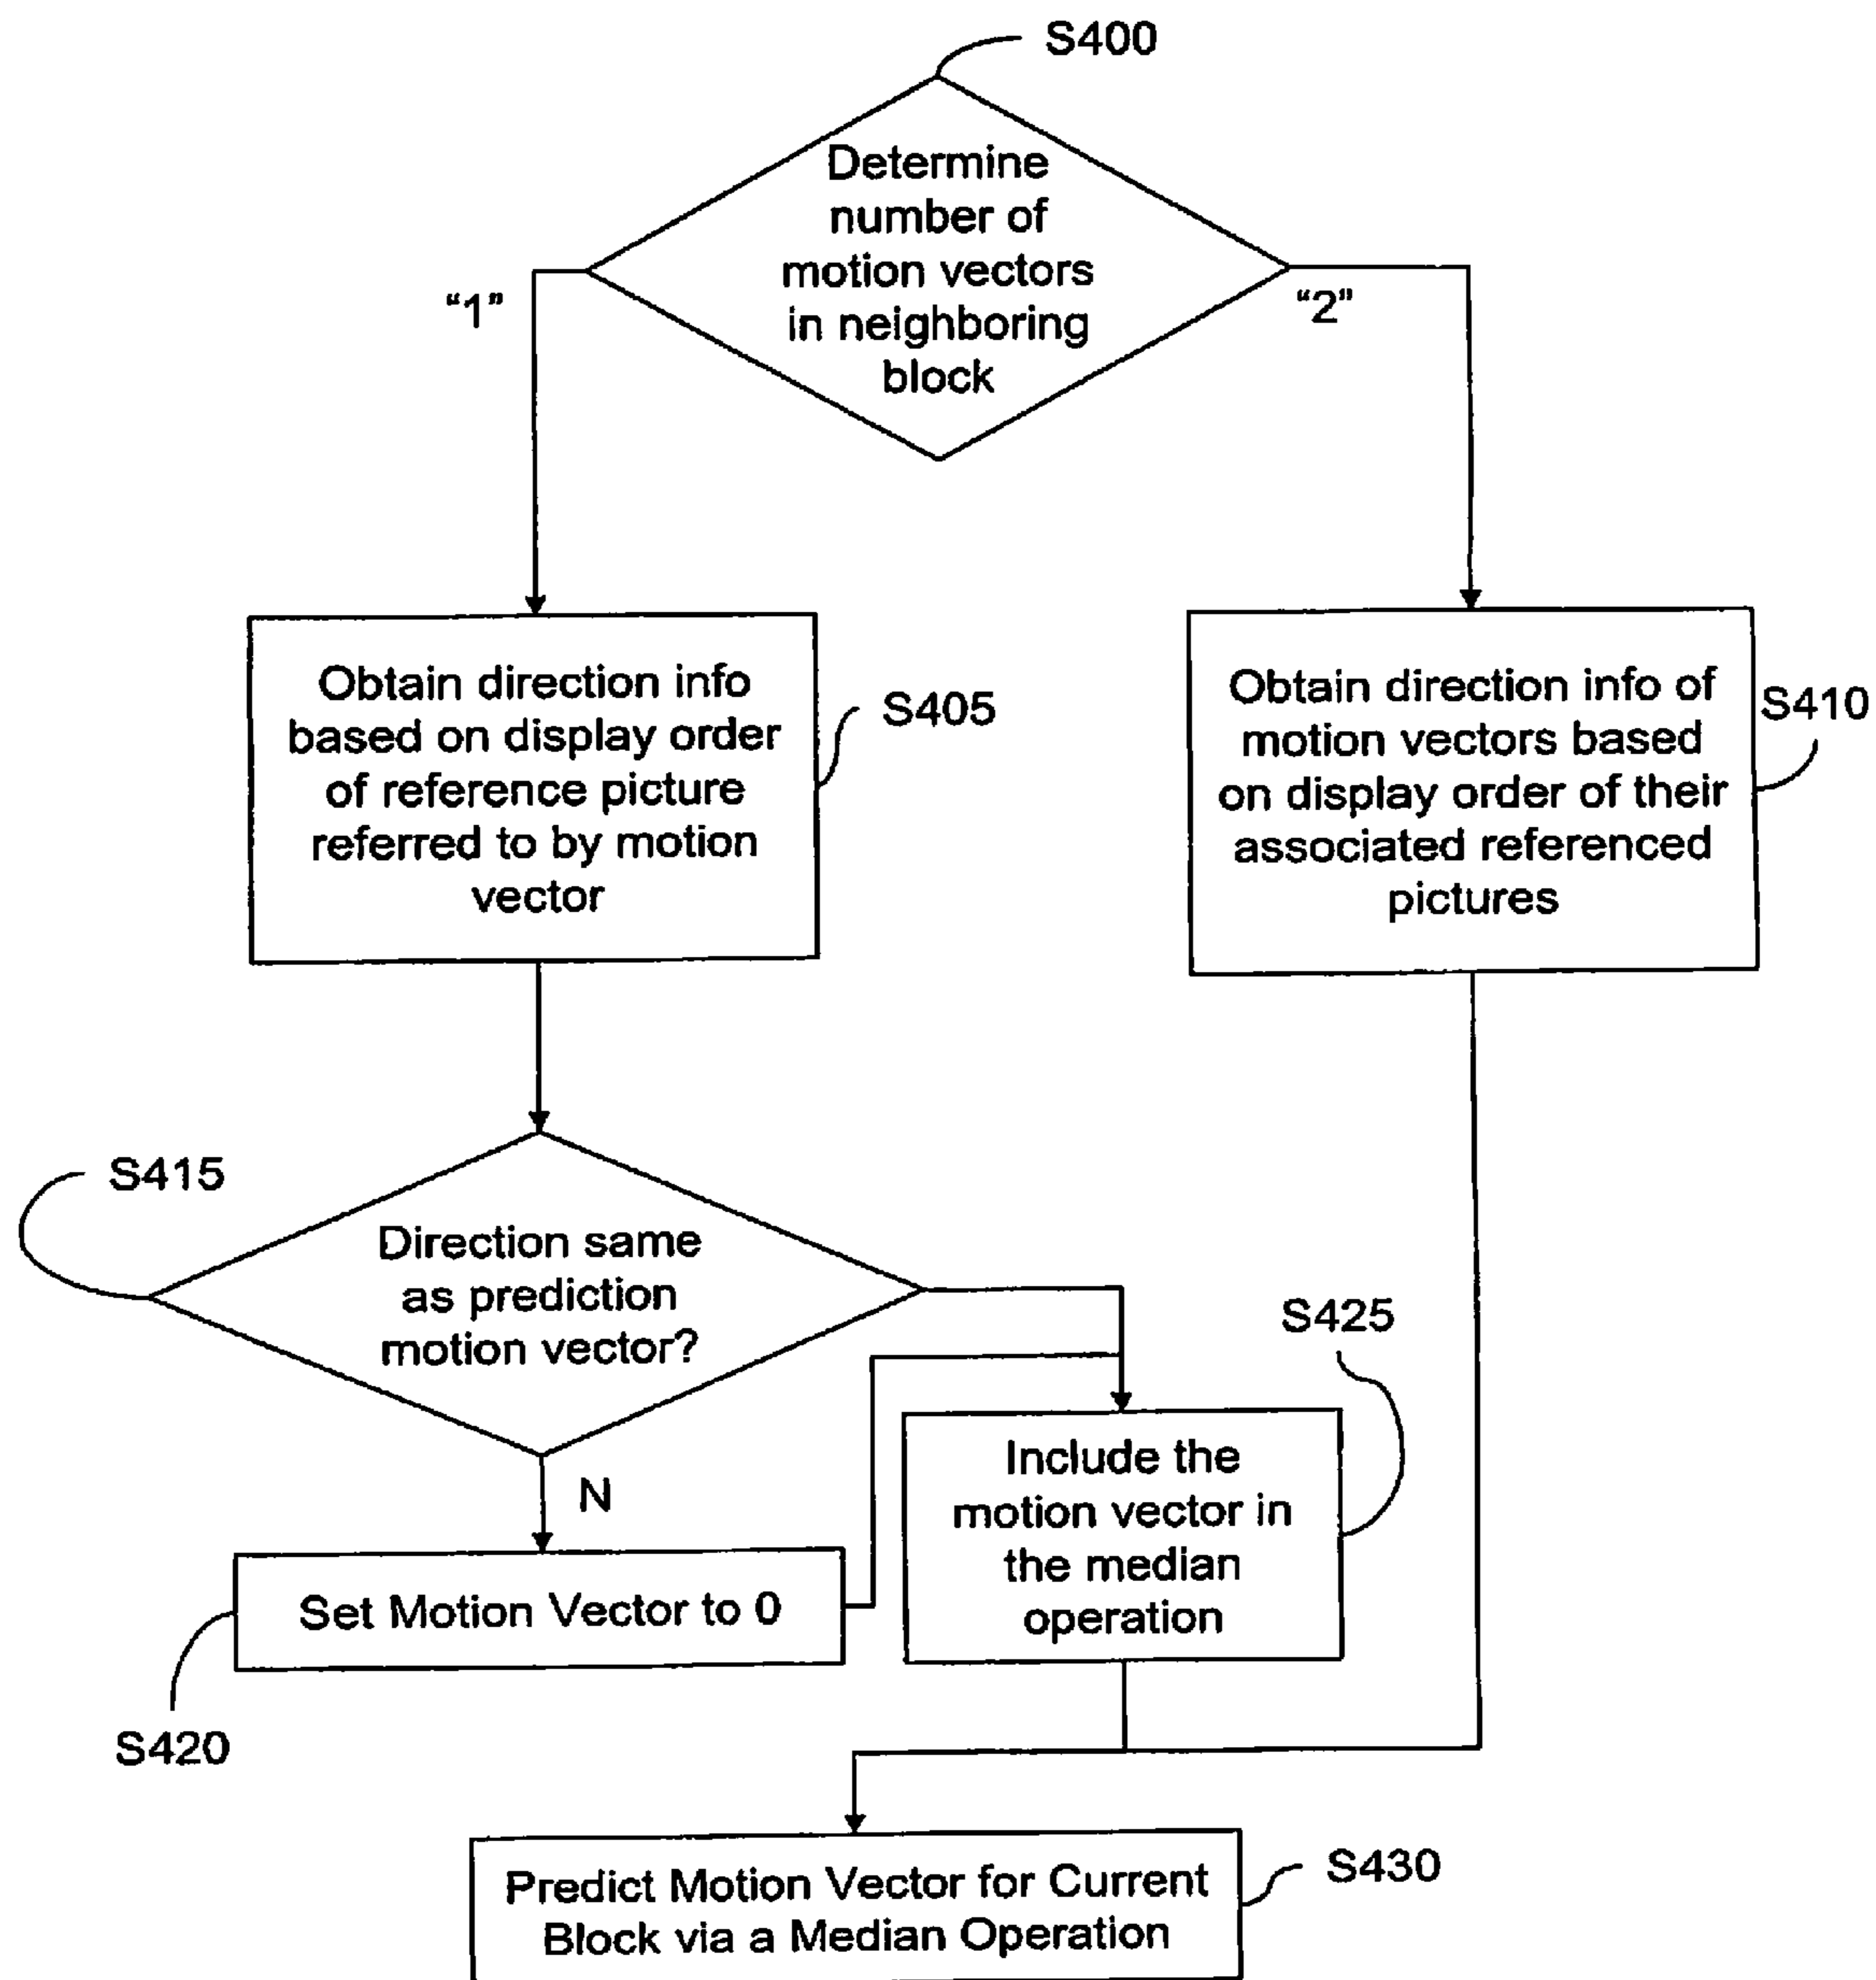 S400
Determine
number of
motion vectors
in neighboring
block
“1”
“2”
Obtain direction info
based on display order
of reference picture
referred to by motion
vector
S405
Obtain direction info of
motion vectors based
on display order of their
associated referenced
pictures
S410
S415
Direction same
as prediction
motion vector?
N
S425
Include the
motion vector in
the median
operation
Set Motion Vector to 0
S420
Predict Motion Vector for Current
Block via a Median Operation
S430